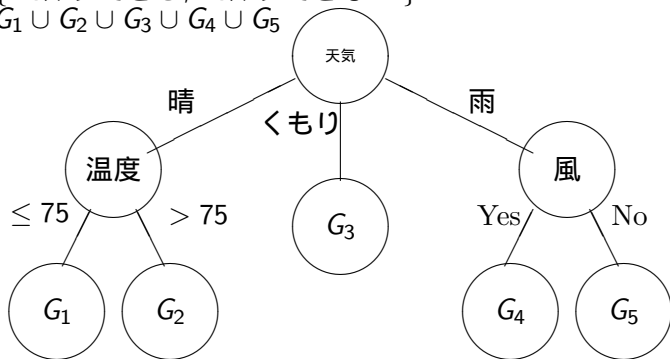 G₁ ∪ G₂ ∪ G₃ ∪ G₄ ∪ G₅
天気
晴
くもり
雨
温度
風
≤ 75
> 75
G₃
Yes
No
G₁
G₂
G₄
G₅